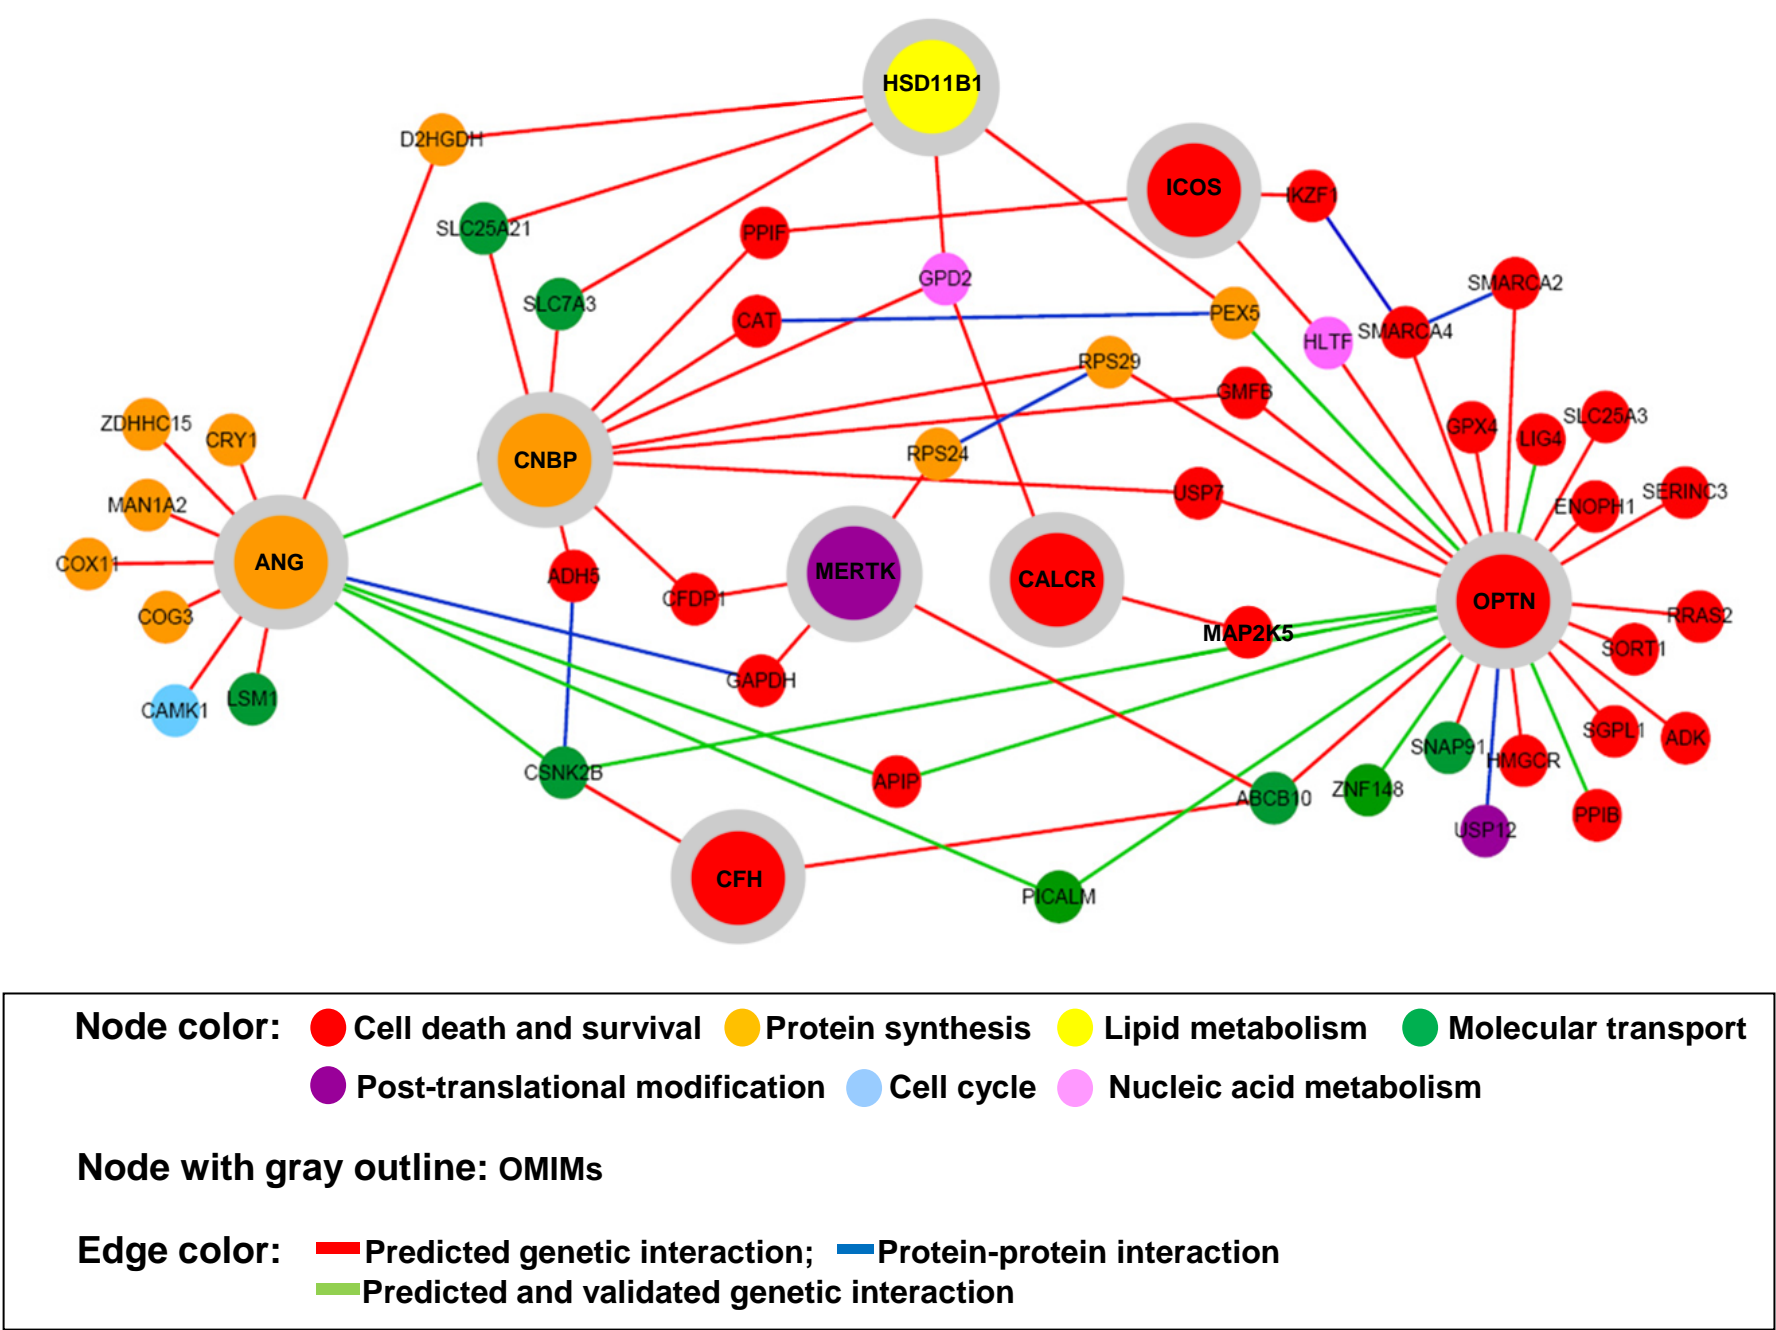 HSD11B1
D2HGDH
ICOS
IKZF1
SLC25A21
PPIF
GPD2
SMARCA2
SLC7A3
CAT
PEX5
HLTF
SMARCA4
RPS29
GMFB
ZDHHC15
CRY1
GPX4
LIG4
SLC25A3
CNBP
RPS24
MAN1A2
USP7
ENOPH1
SERINC3
COX11
ANG
ADH5
CFDP1
MERTK
CALCR
OPTN
COG3
MAP2K5
RRAS2
SORT1
CAMK1
LSM1
GAPDH
CSNK2B
APIP
ABCB10
ZNF148
SNAP91
HMGCR
SGPL1
ADK
USP12
PPIB
CFH
PICALM
Node color: Cell death and survival Protein synthesis Lipid metabolism Molecular transport
Post-translational modification Cell cycle Nucleic acid metabolism
Node with gray outline: OMIMs
Edge color: Predicted genetic interaction; Protein-protein interaction
Predicted and validated genetic interaction